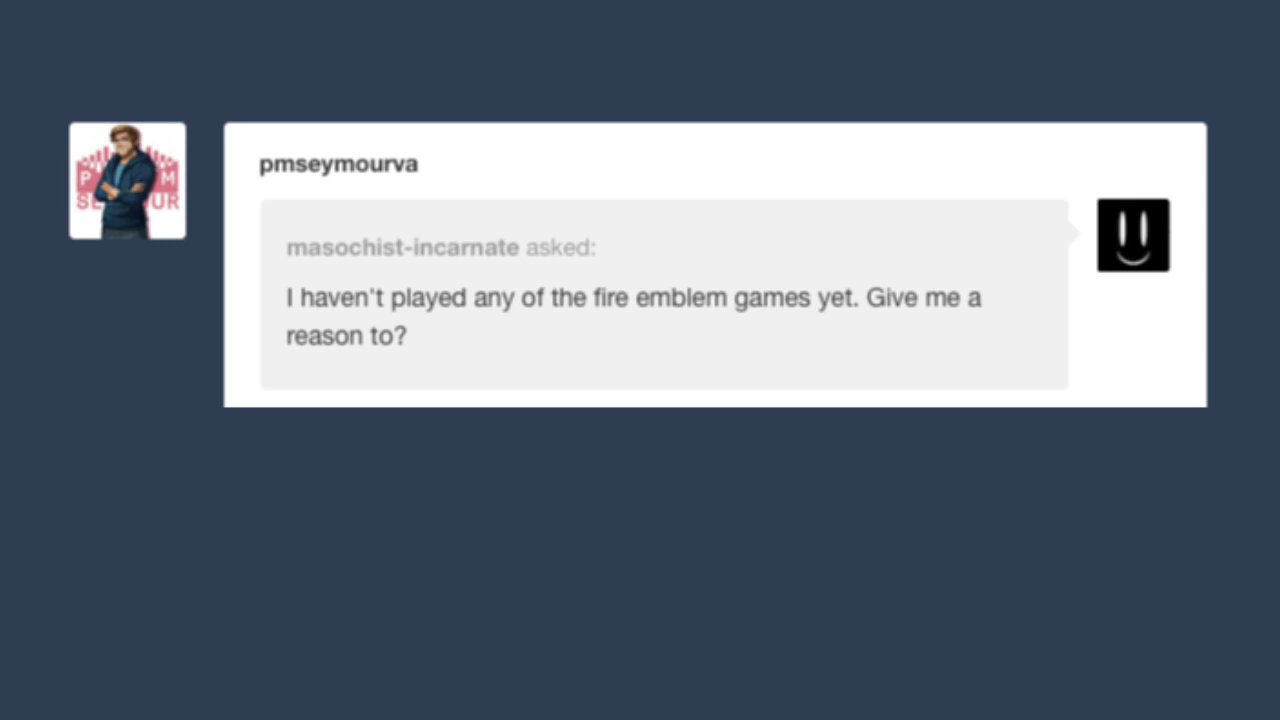 pmseymourva
masochist-incarnate asked:
I haven't played any of the fire emblem games yet. Give me a
reason to?